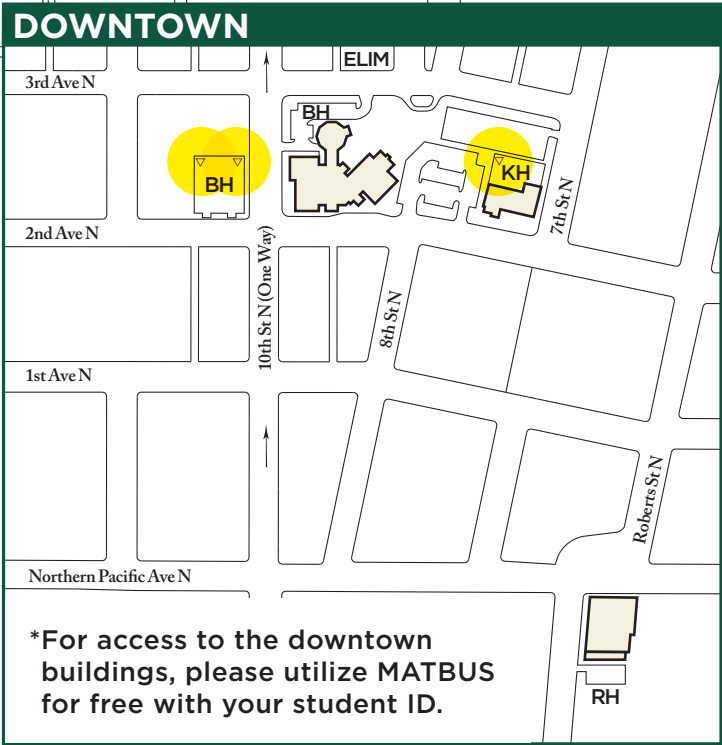 DOWNTOWN
ELIM
3rd Ave N
BH
BH
KH
7th St N
2nd Ave N
10th St N (One Way)
8th St N
1st Ave N
Roberts St N
Northern Pacific Ave N
*For access to the downtown
buildings, please utilize MATBUS
for free with your student ID.
RH